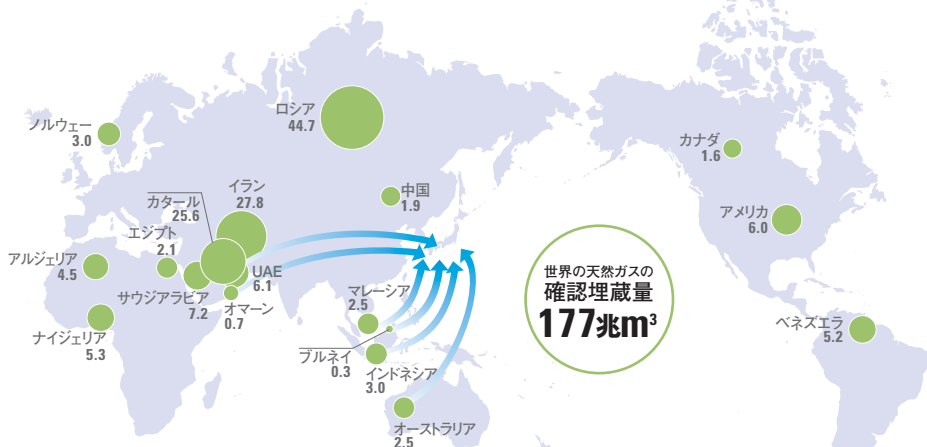 ロシア
44.7
ノルウェー
3.0
カナダ
1.6
イラン
27.8
中国
1.9
カタール
25.6
アメリカ
6.0
エジプト
2.1
アルジェリア
4.5
UAE
6.1
サウジアラビア
7.2
オマーン
0.7
マレーシア
2.5
世界の天然ガスの
確認埋蔵量
177兆m³
ナイジェリア
5.3
ベネズエラ
5.2
ブルネイ
0.3
インドネシア
3.0
オーストラリア
2.5